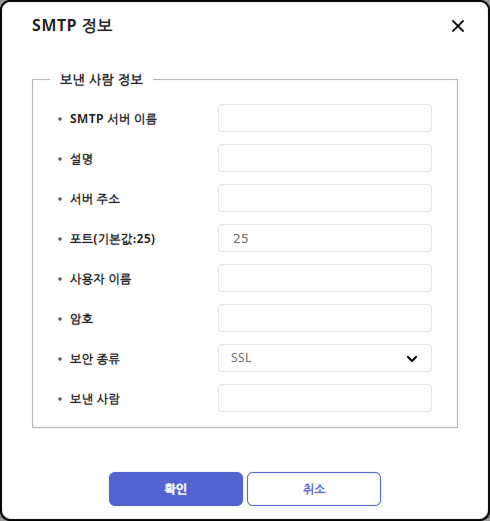 SMTP 정보
보낸 사람 정보
• SMTP 서버 이름
• 설명
• 서버 주소
• 포트(기본값:25) 25
• 사용자 이름
• 암호
• 보안 종류 SSL
• 보낸 사람
확인 취소